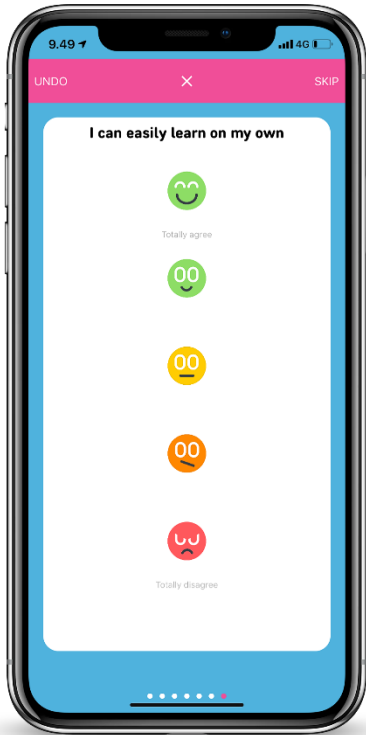 9.49 4G
UNDO SKIP
I can easily learn on my own
Totally agree
Totally disagree